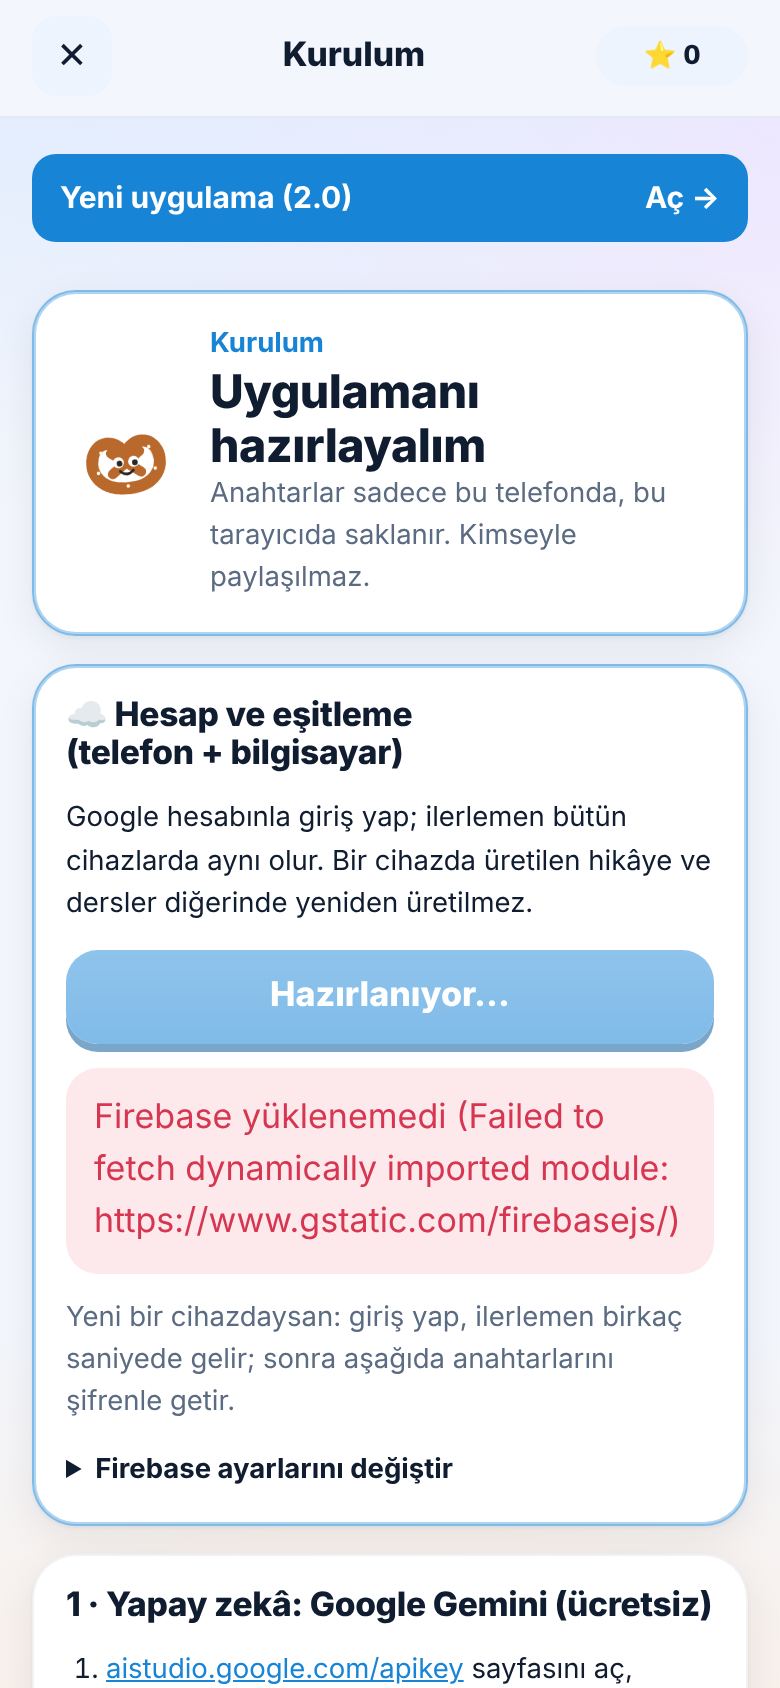 ✕ Kurulum ⭐ 0
Yeni uygulama (2.0) Aç →
Kurulum
Uygulamanı
hazırlayalım
Anahtarlar sadece bu telefonda, bu
tarayıcıda saklanır. Kimseyle
paylaşılmaz.
☁️ Hesap ve eşitleme
(telefon + bilgisayar)
Google hesabınla giriş yap; ilerlemen bütün
cihazlarda aynı olur. Bir cihazda üretilen hikâye ve
dersler diğerinde yeniden üretilmez.
Hazırlanıyor…
Firebase yüklenemedi (Failed to
fetch dynamically imported module:
https://www.gstatic.com/firebasejs/)
Yeni bir cihazdaysan: giriş yap, ilerlemen birkaç
saniyede gelir; sonra aşağıda anahtarlarını
şifrenle getir.
▶ Firebase ayarlarını değiştir
1 · Yapay zekâ: Google Gemini (ücretsiz)
1. aistudio.google.com/apikey sayfasını aç,